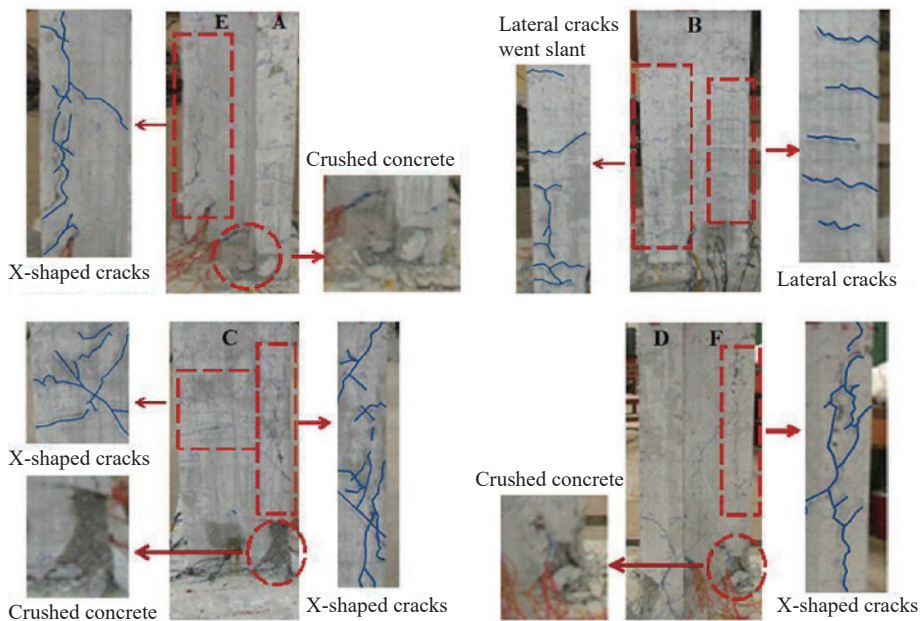 E A
Crushed concrete
X-shaped cracks
Lateral cracks
went slant
B
Lateral cracks
C
X-shaped cracks
Crushed concrete
X-shaped cracks
D F
Crushed concrete
X-shaped cracks